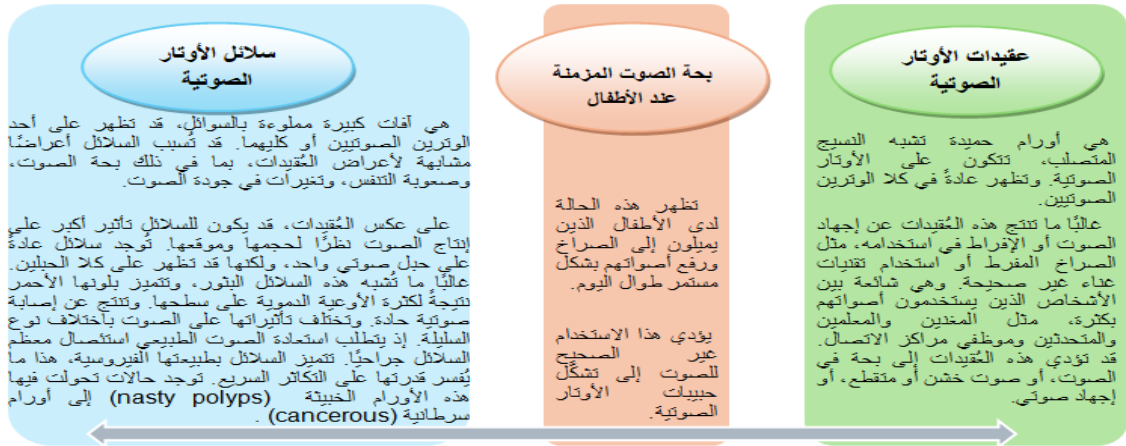 عقيدات الأوتار
الصوتية
هي أورام حميدة تشبه النسيج
المتصلب، تتكون على الأوتار
الصوتية. وتظهر عادةً في كلا الوترين
الصوتيين.
غالبًا ما تنتج هذه العُقيدات عن إجهاد
الصوت أو الإفراط في استخدامه، مثل
الصراخ المفرط أو استخدام تقنيات
غناء غير صحيحة. وهي شائعة بين
الأشخاص الذين يستخدمون أصواتهم
بكثرة، مثل المغنين والمعلمين
والمتحدثين وموظفي مراكز الاتصال.
قد تؤدي هذه العُقيدات إلى بحة في
الصوت، أو صوت خشن أو متقطع، أو
إجهاد صوتي.
بحة الصوت المزمنة
عند الأطفال
تظهر هذه الحالة
لدى الأطفال الذين
يميلون إلى الصراخ
ورفع أصواتهم بشكل
مستمر طوال اليوم.
يؤدي هذا الاستخدام
غير الصحيح
للصوت إلى تشكّل
حبيبات الأوتار
الصوتية.
سلائل الأوتار
الصوتية
هي آفات كبيرة مملوءة بالسوائل، قد تظهر على أحد
الوترين الصوتيين أو كليهما. قد تُسبب السلائل أعراضًا
مشابهة لأعراض العُقيدات، بما في ذلك بحة الصوت،
وصعوبة التنفس، وتغيرات في جودة الصوت.
على عكس العُقيدات، قد يكون للسلائل تأثير أكبر على
إنتاج الصوت نظرًا لحجمها وموقعها. تُوجد سلائل عادةً
على حبل صوتي واحد، ولكنها قد تظهر على كلا الحبلين.
غالبًا ما تُشبه هذه السلائل البثور، وتتميز بلونها الأحمر
نتيجةً لكثرة الأوعية الدموية على سطحها. وتنتج عن إصابة
صوتية حادة. وتختلف تأثيراتها على الصوت باختلاف نوع
السليلة. إذ يتطلب استعادة الصوت الطبيعي استئصال معظم
السلائل جراحيًا. تتميز السلائل بطبيعتها الفيروسية، هذا ما
يُفسر قدرتها على التكاثر السريع. توجد حالات تحولت فيها
هذه الأورام الخبيثة (nasty polyps) إلى أورام
سرطانية (cancerous) .